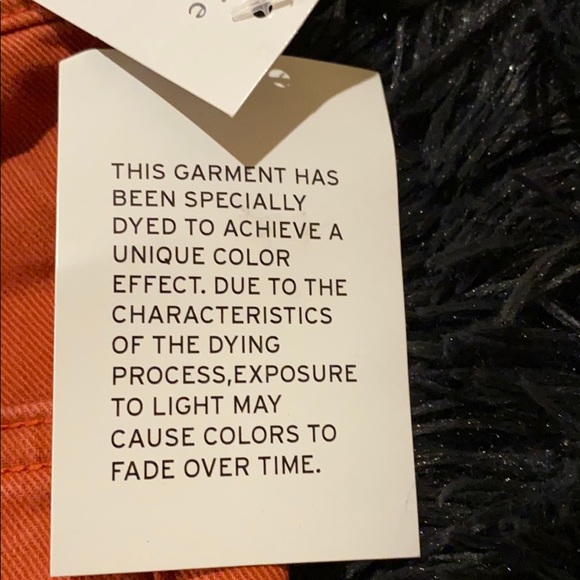 THIS GARMENT HAS
BEEN SPECIALLY
DYED TO ACHIEVE A
UNIQUE COLOR
EFFECT. DUE TO THE
CHARACTERISTICS
OF THE DYING
PROCESS,EXPOSURE
TO LIGHT MAY
CAUSE COLORS TO
FADE OVER TIME.